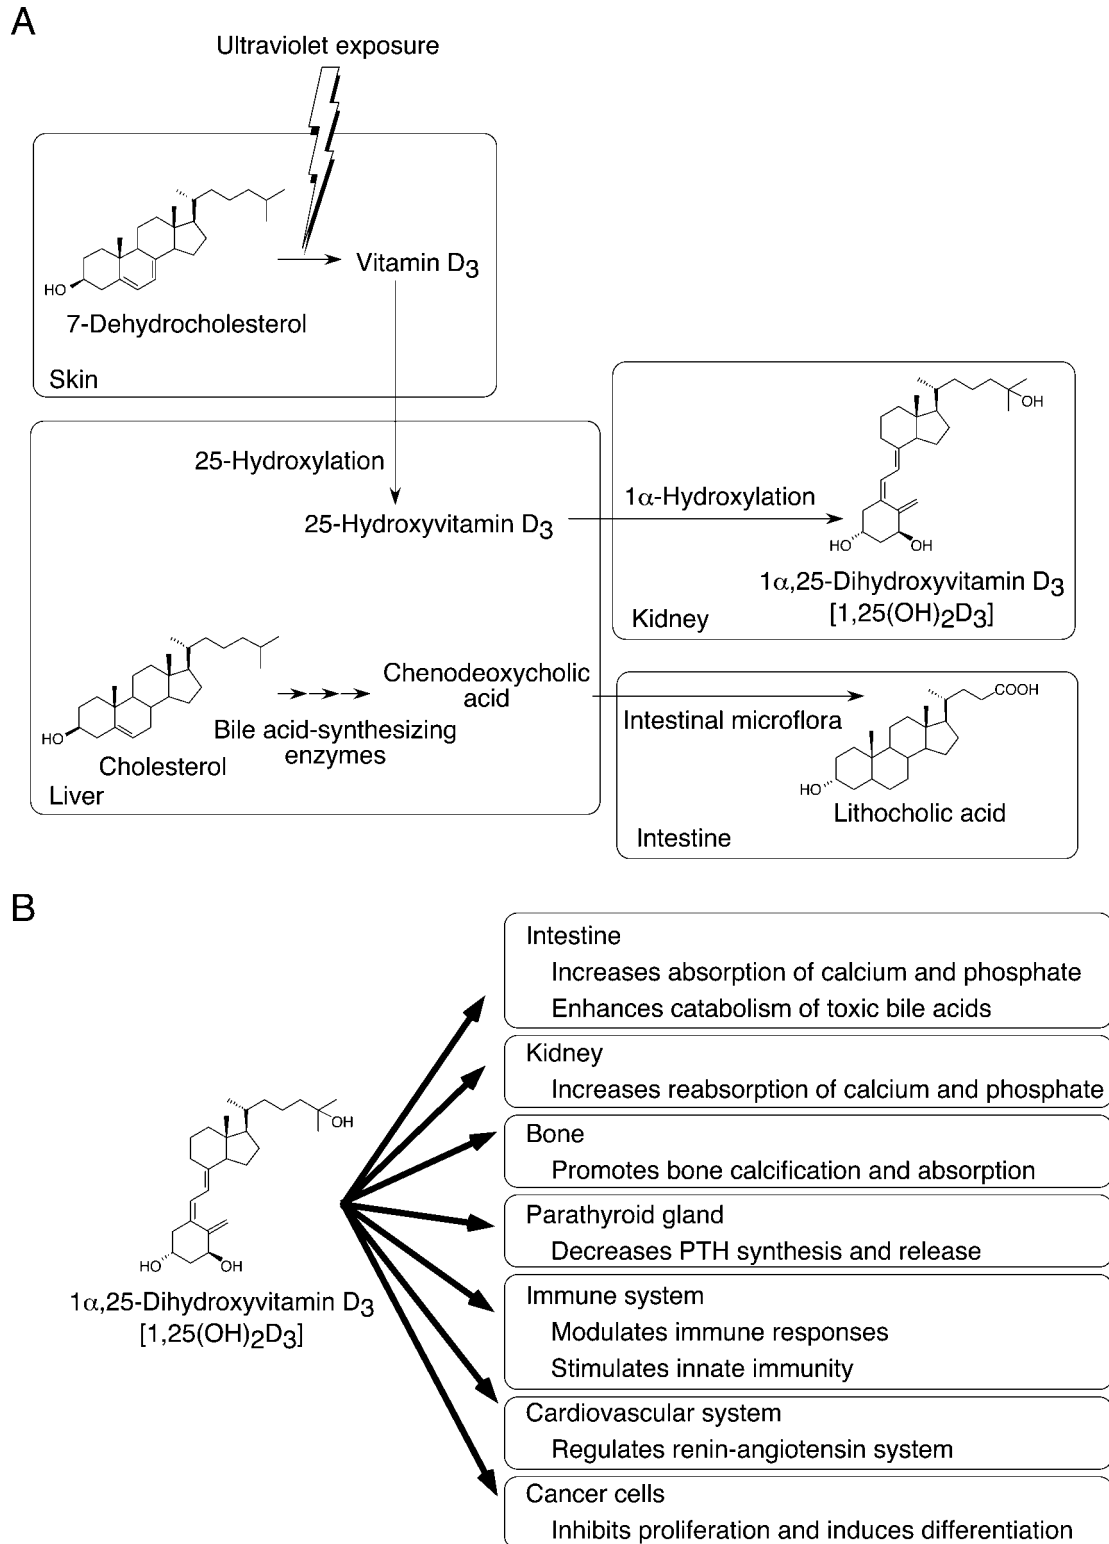 A
Ultraviolet exposure
HO
7-Dehydrocholesterol
Vitamin D3
Skin
25-Hydroxylation
25-Hydroxyvitamin D3
1α-Hydroxylation
OH
HO
OH
1α,25-Dihydroxyvitamin D3
[1,25(OH)2D3]
Kidney
HO
Cholesterol
Bile acid-synthesizing
enzymes
Chenodeoxycholic
acid
Liver
Intestinal microflora
COOH
HO
Lithocholic acid
Intestine
B
OH
HO
OH
1α,25-Dihydroxyvitamin D3
[1,25(OH)2D3]
Intestine
Increases absorption of calcium and phosphate
Enhances catabolism of toxic bile acids
Kidney
Increases reabsorption of calcium and phosphate
Bone
Promotes bone calcification and absorption
Parathyroid gland
Decreases PTH synthesis and release
Immune system
Modulates immune responses
Stimulates innate immunity
Cardiovascular system
Regulates renin-angiotensin system
Cancer cells
Inhibits proliferation and induces differentiation